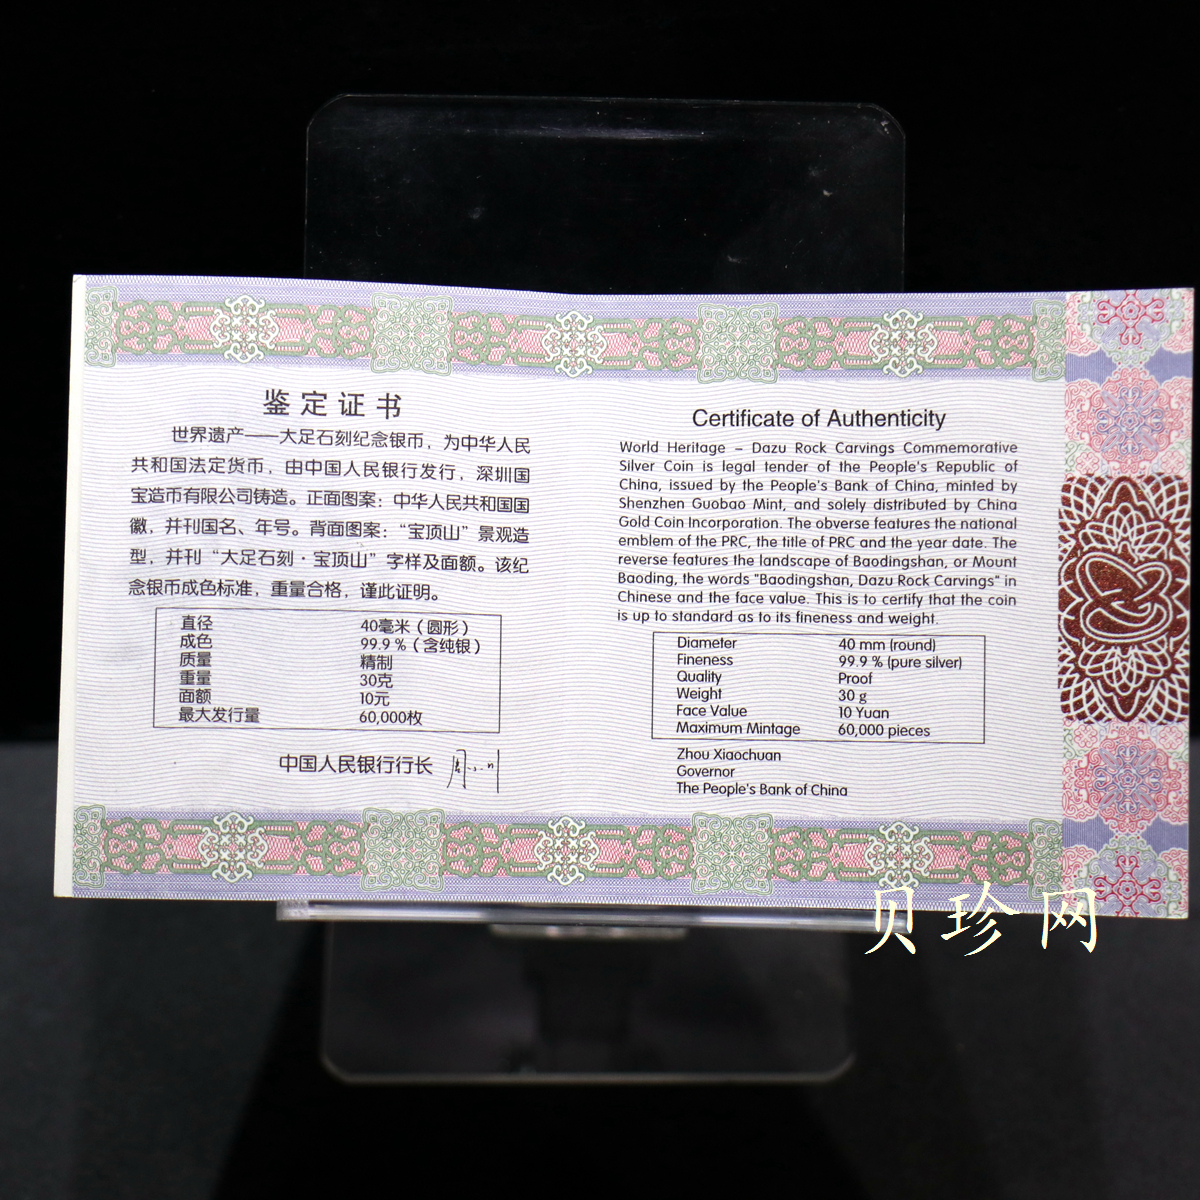 鉴定证书
世界遗产——大足石刻纪念银币，为中华人民
共和国法定货币，由中国人民银行发行，深圳国
宝造币有限公司铸造。正面图案：中华人民共和国国
徽，并刊国名、年号。背面图案：“宝顶山”景观造
型，并刊“大足石刻·宝顶山”字样及面额。该纪
念银币成色标准，重量合格，谨此证明。
直径 40毫米（圆形）
成色 99.9%（含纯银）
质量 精制
重量 30克
面额 10元
最大发行量 60,000枚
中国人民银行行长
Certificate of Authenticity
World Heritage – Dazu Rock Carvings Commemorative
Silver Coin is legal tender of the People's Republic of
China, issued by the People's Bank of China, minted by
Shenzhen Guobao Mint, and solely distributed by China
Gold Coin Incorporation. The obverse features the national
emblem of the PRC, the title of PRC and the year date. The
reverse features the landscape of Baodingshan, or Mount
Baoding, the words "Baodingshan, Dazu Rock Carvings" in
Chinese and the face value. This is to certify that the coin
is up to standard as to its fineness and weight.
Diameter 40 mm (round)
Fineness 99.9 % (pure silver)
Quality Proof
Weight 30 g
Face Value 10 Yuan
Maximum Mintage 60,000 pieces
Zhou Xiaochuan
Governor
The People's Bank of China
贝珍网